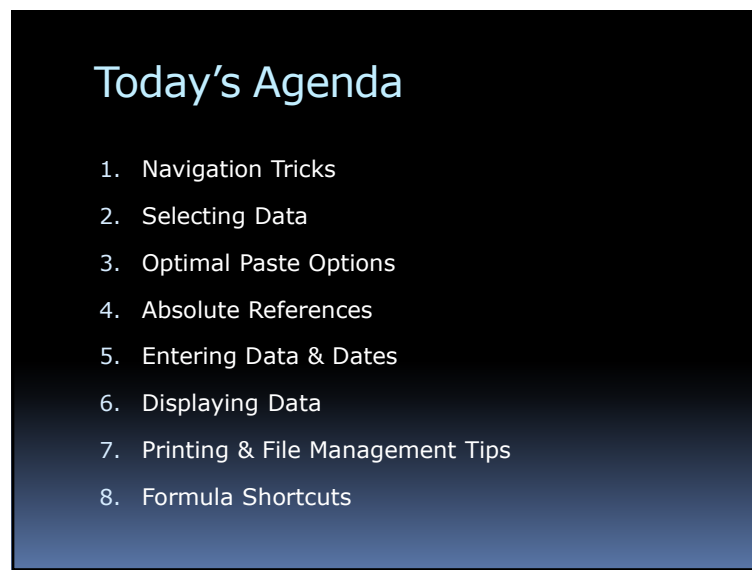 Today’s Agenda
1. Navigation Tricks
2. Selecting Data
3. Optimal Paste Options
4. Absolute References
5. Entering Data & Dates
6. Displaying Data
7. Printing & File Management Tips
8. Formula Shortcuts